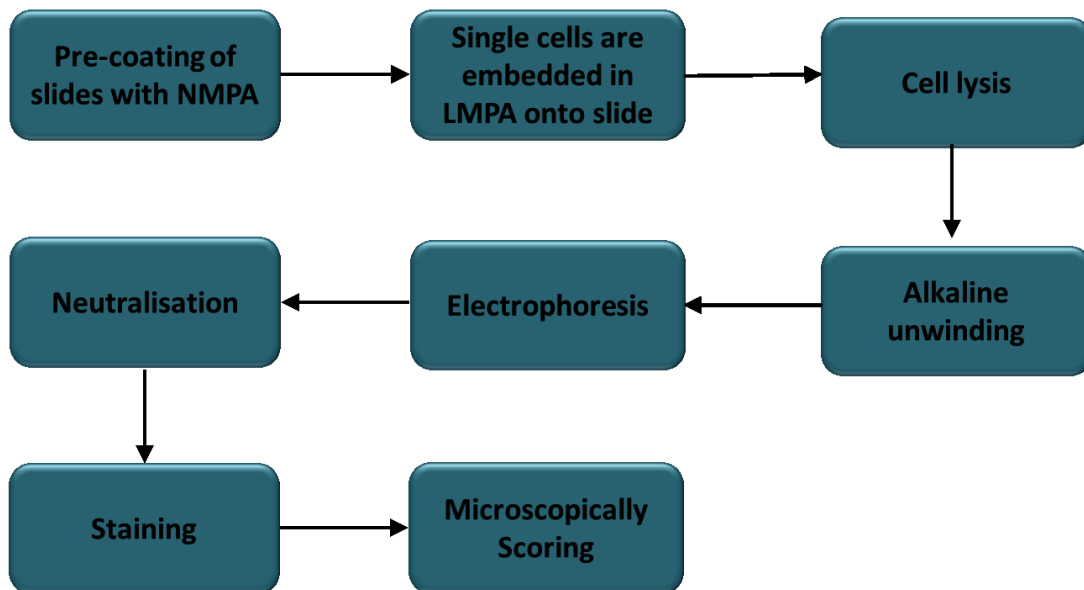 Pre-coating of
slides with NMPA
Single cells are
embedded in
LMPA onto slide
Cell lysis
Alkaline
unwinding
Electrophoresis
Neutralisation
Staining
Microscopically
Scoring